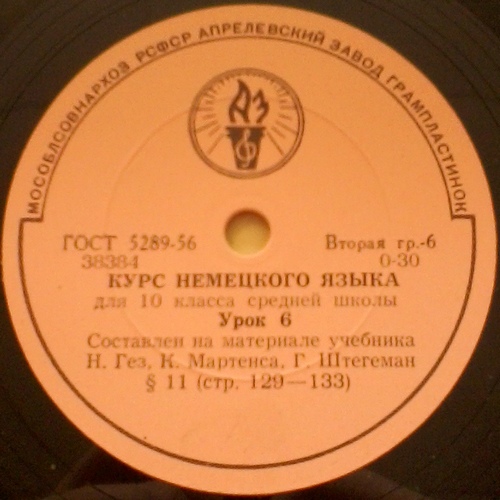 МОСОБЛСОВНАРХОЗ РСФСР АПРЕЛЕВСКИЙ ЗАВОД ГРАМПЛАСТИНОК
АЗ
ГОСТ 5289-56 Вторая гр.-6
38384 0-30
КУРС НЕМЕЦКОГО ЯЗЫКА
для 10 класса средней школы
Урок 6
Составлен на материале учебника
Н. Гез, К. Мартенса, Г. Штегеман
§ 11 (стр. 129—133)